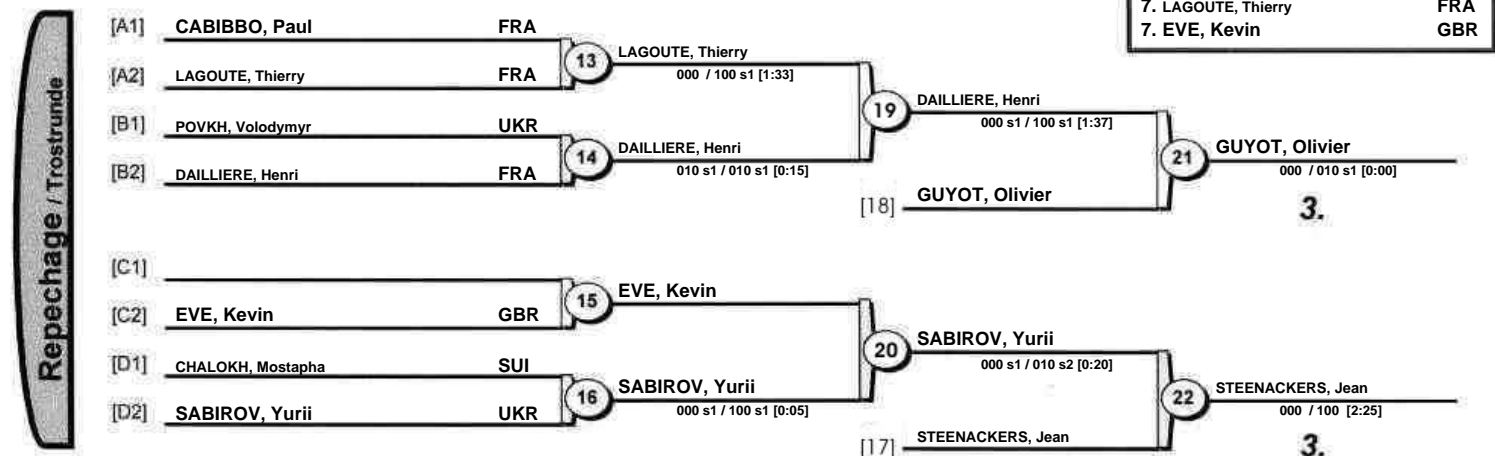 7. LAGOUTE, Thierry FRA
7. EVE, Kevin GBR
Repechage / Trostrunde
[A1] CABIBBO, Paul FRA
13 LAGOUTE, Thierry
000 / 100 s1 [1:33]
[A2] LAGOUTE, Thierry FRA
19 DAILLIERE, Henri
000 s1 / 100 s1 [1:37]
[B1] POVKH, Volodymyr UKR
14 DAILLIERE, Henri
010 s1 / 010 s1 [0:15]
[B2] DAILLIERE, Henri FRA
21 GUYOT, Olivier
000 / 010 s1 [0:00]
[18] GUYOT, Olivier
3.
[C1]
15 EVE, Kevin
[C2] EVE, Kevin GBR
20 SABIROV, Yurii
000 s1 / 010 s2 [0:20]
[D1] CHALOKH, Mostapha SUI
16 SABIROV, Yurii
000 s1 / 100 s1 [0:05]
[D2] SABIROV, Yurii UKR
22 STEENACKERS, Jean
000 / 100 [2:25]
[17] STEENACKERS, Jean
3.